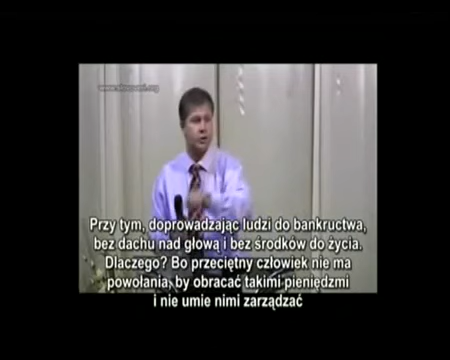 Przy tym, doprowadzając ludzi do bankructwa,
bez dachu nad głową i bez środków do życia.
Dlaczego? Bo przeciętny człowiek nie ma
powołania, by obracać takimi pieniędzmi
i nie umie nimi zarządzać